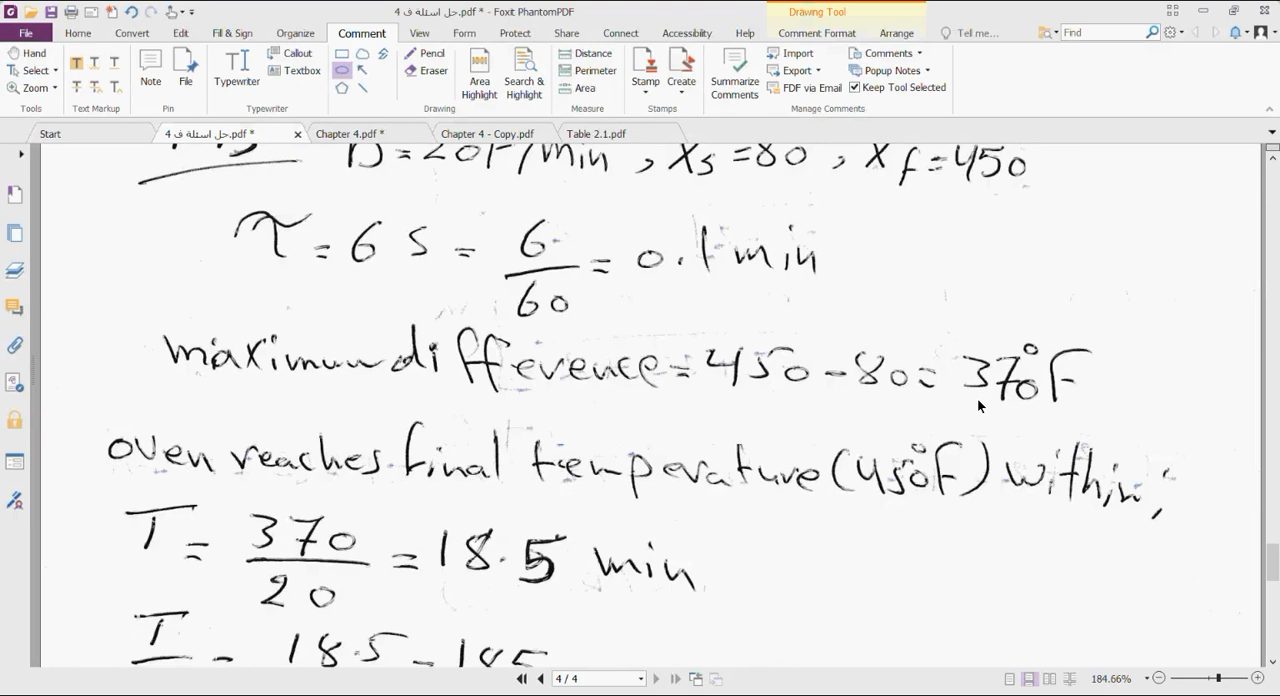 حل اسئلة ف 4.pdf * - Foxit PhantomPDF
Drawing Tool
File Home Convert Edit Fill & Sign Organize Comment View Form Protect Share Connect Accessibility Help Comment Format Arrange Tell me... Find
Hand Select Zoom Tools
Text Markup
Note File Pin
Typewriter Callout Textbox Typewriter
Pencil Eraser Drawing
Area Highlight Search & Highlight
Distance Perimeter Area Measure
Stamp Create Stamps
Summarize Comments Import Export FDF via Email Comments Popup Notes Keep Tool Selected Manage Comments
Start حل اسئلة ف 4.pdf * Chapter 4.pdf * Chapter 4 - Copy.pdf Table 2.1.pdf
B = 20F/min , Xs = 80 , Xf = 450
τ = 6 S = 6/60 = 0.1 min
maximum difference = 450 - 80 = 370°F
oven reaches final temperature (450°F) within;
T = 370/20 = 18.5 min
T = 18.5 = 185
4 / 4 184.66%